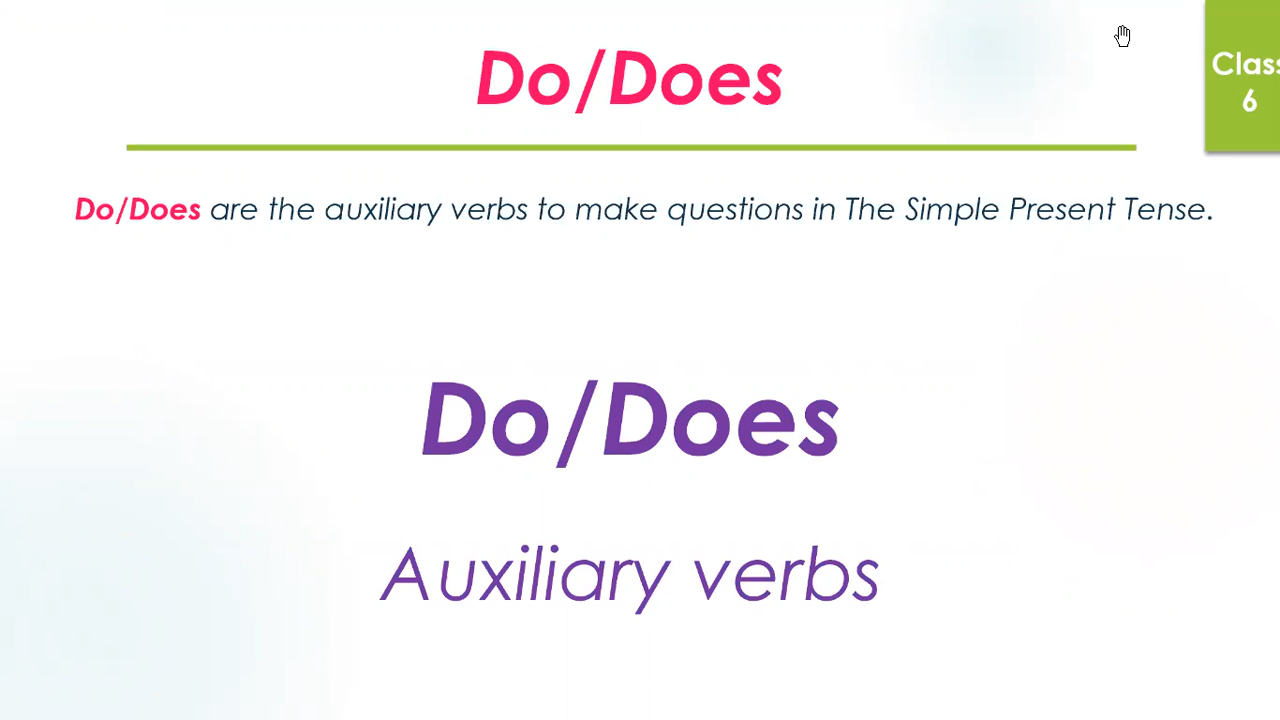 Do/Does
Class
6
Do/Does are the auxiliary verbs to make questions in The Simple Present Tense.
Do/Does
Auxiliary verbs